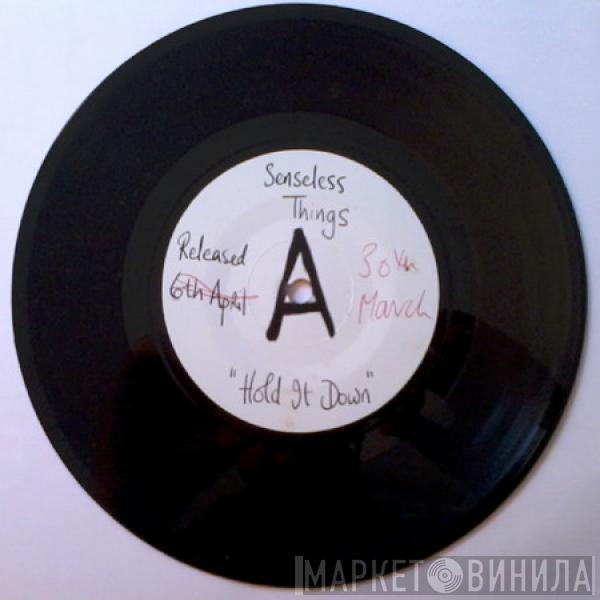 Senseless
Things
Released
6th April
A
30th
March
"Hold It Down"
МАРКЕТ ВИНИЛА